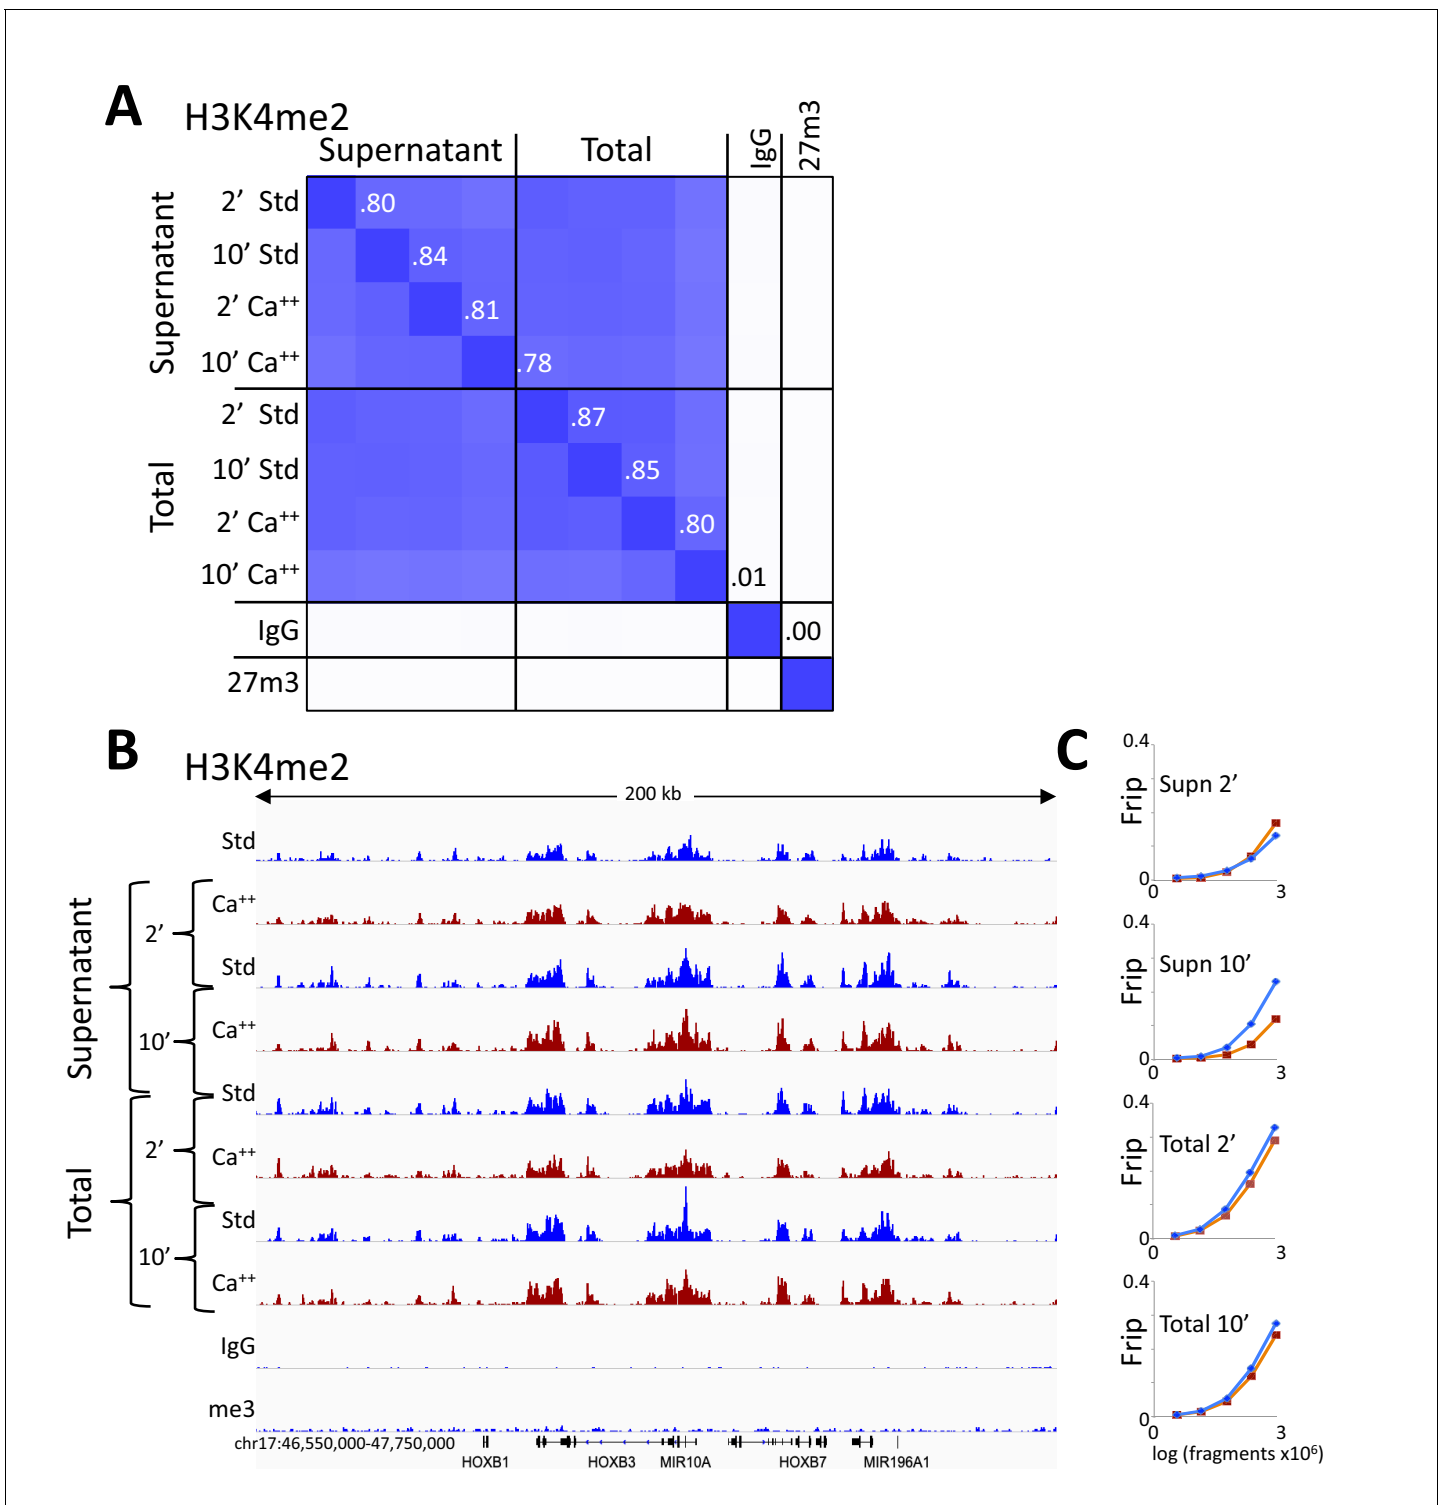 A
H3K4me2
Supernatant Total IgG 27m3
Supernatant
2’ Std .80
10’ Std .84
2’ Ca++ .81
10’ Ca++ .78
Total
2’ Std .87
10’ Std .85
2’ Ca++ .80
10’ Ca++ .01
IgG .00
27m3
B
H3K4me2
200 kb
Std
Ca++
Std
Ca++
Std
Ca++
Std
Ca++
IgG
me3
Supernatant
2’
10’
Total
2’
10’
chr17:46,550,000-47,750,000
HOXB1 HOXB3 MIR10A HOXB7 MIR196A1
C
0.4
Supn 2’
Frip
0
0 3
0.4
Supn 10’
Frip
0
0 3
0.4
Total 2’
Frip
0
0 3
0.4
Total 10’
Frip
0
0 3
log (fragments x10⁶)